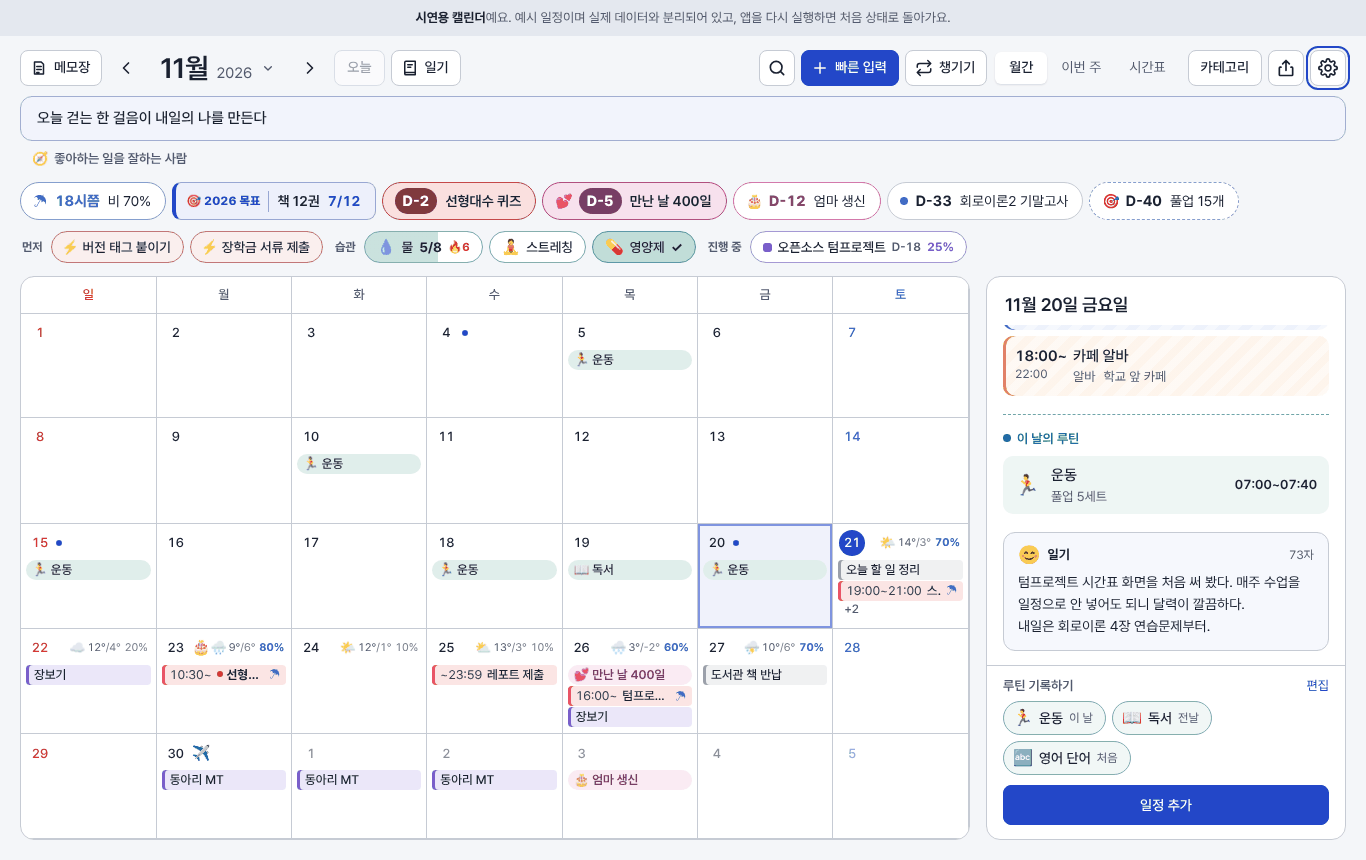 시연용 캘린더예요. 예시 일정이며 실제 데이터와 분리되어 있고, 앱을 다시 실행하면 처음 상태로 돌아가요.
메모장
11월 2026
오늘
일기
빠른 입력
챙기기
월간
이번 주
시간표
카테고리
오늘 걷는 한 걸음이 내일의 나를 만든다
좋아하는 일을 잘하는 사람
18시쯤 비 70%
2026 목표 책 12권 7/12
D-2 선형대수 퀴즈
D-5 만난 날 400일
D-12 엄마 생신
D-33 회로이론2 기말고사
D-40 풀업 15개
먼저 버전 태그 붙이기 장학금 서류 제출
습관 물 5/8 6 스트레칭 영양제
진행 중 오픈소스 텀프로젝트 D-18 25%
일 월 화 수 목 금 토
1 2 3 4 5 6 7
운동
8 9 10 11 12 13 14
운동
15 16 17 18 19 20 21 14°/3° 70%
운동 운동 독서 운동 오늘 할 일 정리
19:00~21:00 스.
+2
22 12°/4° 20% 23 9°/6° 80% 24 12°/1° 10% 25 13°/3° 10% 26 3°/-2° 60% 27 10°/6° 70% 28
장보기 10:30~ 선형... ~23:59 레포트 제출 만난 날 400일 도서관 책 반납
16:00~ 텀프로...
장보기
29 30 1 2 3 4 5
동아리 MT 동아리 MT 동아리 MT 엄마 생신
11월 20일 금요일
18:00~ 카페 알바
22:00 알바 학교 앞 카페
이 날의 루틴
운동
풀업 5세트
07:00~07:40
일기 73자
텀프로젝트 시간표 화면을 처음 써 봤다. 매주 수업을
일정으로 안 넣어도 되니 달력이 깔끔하다.
내일은 회로이론 4장 연습문제부터.
루틴 기록하기 편집
운동 이 날 독서 전날
abc 영어 단어 처음
일정 추가